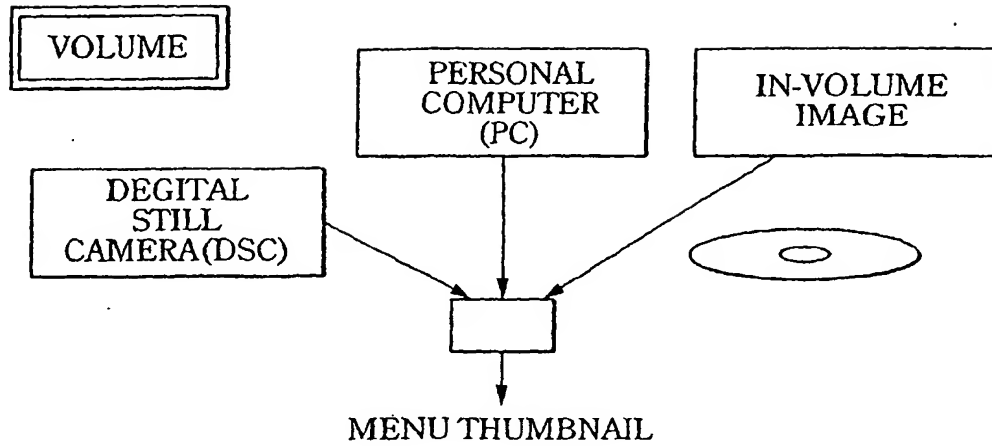 VOLUME
PERSONAL
COMPUTER
(PC)
IN-VOLUME
IMAGE
DEGITAL
STILL
CAMERA(DSC)
MENU THUMBNAIL